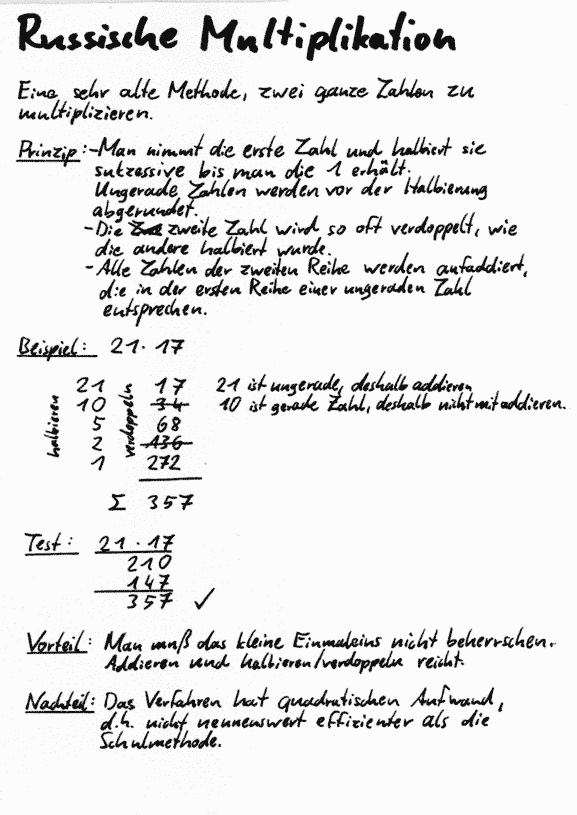 Russische Multiplikation
Eine sehr alte Methode, zwei ganze Zahlen zu
multiplizieren.
Prinzip: - Man nimmt die erste Zahl und halbiert sie
sukzessive bis man die 1 erhält.
Ungerade Zahlen werden vor der Halbierung
abgerundet.
- Die zweite Zahl wird so oft verdoppelt, wie
die andere halbiert wurde.
- Alle Zahlen der zweiten Reihe werden aufaddiert,
die in der ersten Reihe einer ungeraden Zahl
entsprechen.
Beispiel: 21 · 17
halbieren
verdoppeln
21 17 21 ist ungerade, deshalb addieren
10 34 10 ist gerade Zahl, deshalb nicht mit addieren.
5 68
2 136
1 272
Σ 357
Test: 21 · 17
210
147
357 ✓
Vorteil: Man muß das kleine Einmaleins nicht beherrschen.
Addieren und halbieren/verdoppeln reicht.
Nachteil: Das Verfahren hat quadratischen Aufwand,
d.h. nicht nennenswert effizienter als die
Schulmethode.